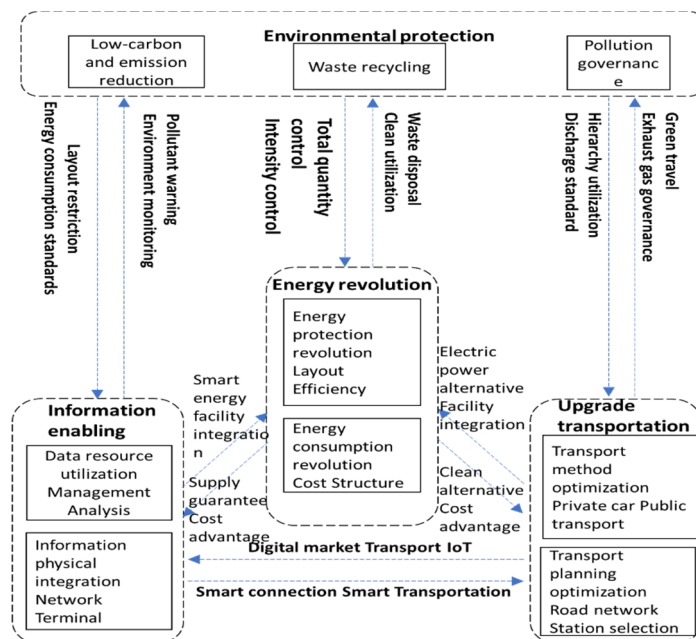 Environmental protection
Low-carbon
and emission
reduction
Waste recycling
Pollution
governanc
e
Energy consumption standards
Layout restriction
Pollutant warning
Environment monitoring
Intensity control
Total quantity
control
Waste disposal
Clean utilization
Discharge standard
Hierarchy utilization
Green travel
Exhaust gas governance
Energy revolution
Energy
protection
revolution
Layout
Efficiency
Energy
consumption
revolution
Cost Structure
Smart
energy
facility
integratio
n
Supply
guarantee
Cost
advantage
Electric
power
alternative
Facility
integration
Clean
alternative
Cost
advantage
Information
enabling
Data resource
utilization
Management
Analysis
Information
physical
integration
Network
Terminal
Upgrade
transportation
Transport
method
optimization
Private car Public
transport
Transport
planning
optimization
Road network
Station selection
Digital market Transport IoT
Smart connection Smart Transportation